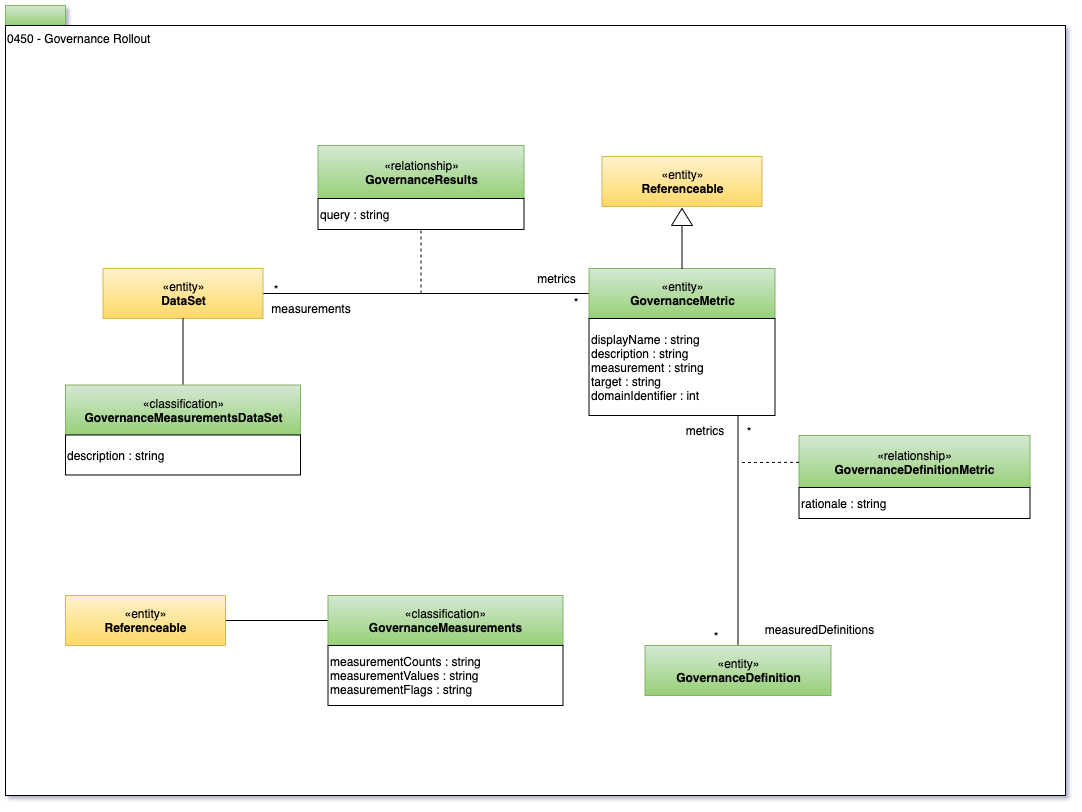 0450 - Governance Rollout
«relationship»
GovernanceResults
query : string
«entity»
Referenceable
«entity»
DataSet
*
measurements
metrics
*
«entity»
GovernanceMetric
displayName : string
description : string
measurement : string
target : string
domainIdentifier : int
«classification»
GovernanceMeasurementsDataSet
description : string
metrics
*
«relationship»
GovernanceDefinitionMetric
rationale : string
«entity»
Referenceable
«classification»
GovernanceMeasurements
measurementCounts : string
measurementValues : string
measurementFlags : string
*
measuredDefinitions
«entity»
GovernanceDefinition